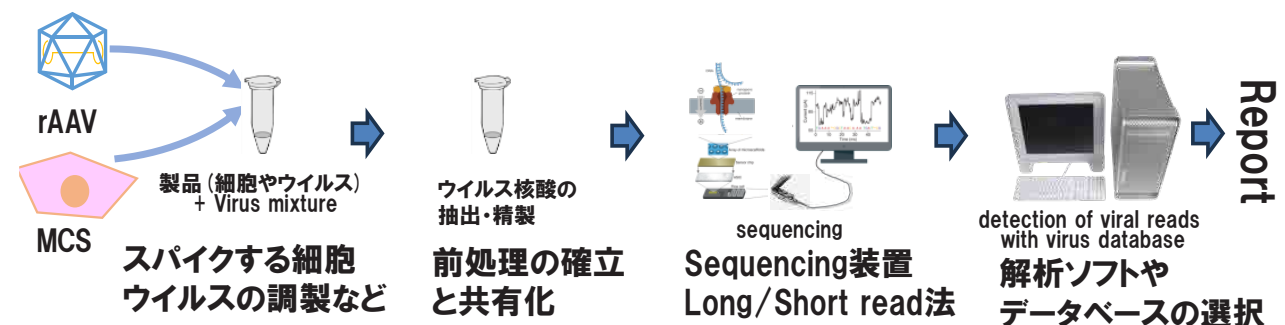 rAAV
MCS
製品(細胞やウイルス)
+ Virus mixture
スパイクする細胞
ウイルスの調製など
ウイルス核酸の
抽出・精製
前処理の確立
と共有化
sequencing
Sequencing装置
Long/Short read法
detection of viral reads
with virus database
解析ソフトや
データベースの選択
Report